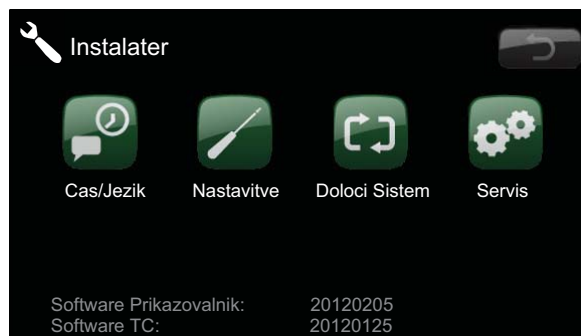 Instalater
Cas/Jezik Nastavitve Doloci Sistem Servis
Software Prikazovalnik: 20120205
Software TC: 20120125